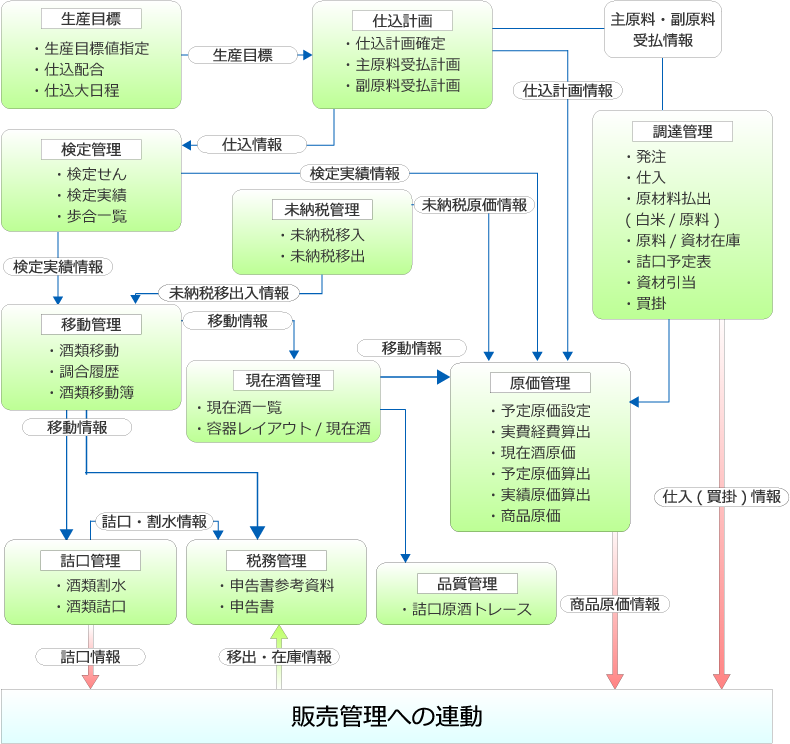 生産目標
・生産目標値指定
・仕込配合
・仕込大日程
生産目標
仕込計画
・仕込計画確定
・主原料受払計画
・副原料受払計画
主原料・副原料
受払情報
仕込計画情報
仕込情報
検定管理
・検定せん
・検定実績
・歩合一覧
検定実績情報
未納税管理
・未納税移入
・未納税移出
未納税原価情報
調達管理
・発注
・仕入
・原材料払出
( 白米 / 原料 )
・原料 / 資材在庫
・詰口予定表
・資材引当
・買掛
検定実績情報
未納税移出入情報
移動管理
・酒類移動
・調合履歴
・酒類移動簿
移動情報
現在酒管理
・現在酒一覧
・容器レイアウト / 現在酒
移動情報
原価管理
・予定原価設定
・実費経費算出
・現在酒原価
・予定原価算出
・実績原価算出
・商品原価
移動情報
仕入 ( 買掛 ) 情報
詰口・割水情報
詰口管理
・酒類割水
・酒類詰口
税務管理
・申告書参考資料
・申告書
品質管理
・詰口原酒トレース
商品原価情報
詰口情報
移出・在庫情報
販売管理への連動